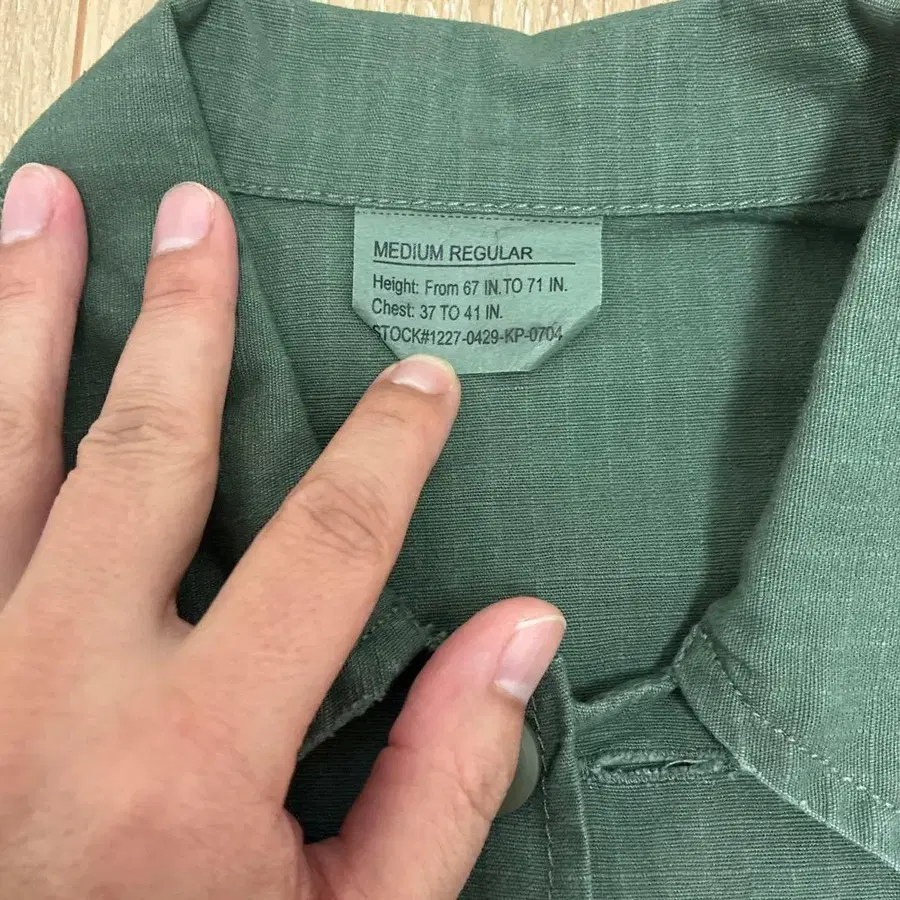 MEDIUM REGULAR
Height: From 67 IN.TO 71 IN.
Chest: 37 TO 41 IN.
STOCK#1227-0429-KP-0704